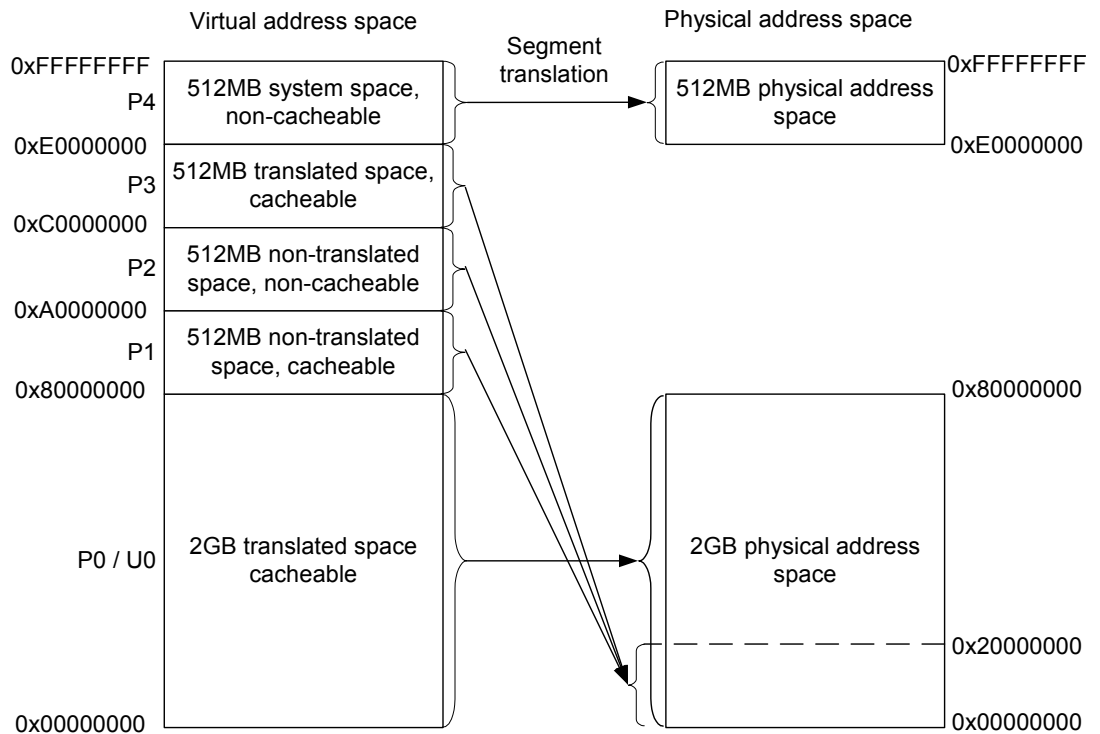 Virtual address space
Physical address space
Segment
translation
0xFFFFFFFF
0xFFFFFFFF
P4
512MB system space,
non-cacheable
512MB physical address
space
0xE0000000
0xE0000000
P3
512MB translated space,
cacheable
0xC0000000
P2
512MB non-translated
space, non-cacheable
0xA0000000
P1
512MB non-translated
space, cacheable
0x80000000
0x80000000
P0 / U0
2GB translated space
cacheable
2GB physical address
space
0x20000000
0x00000000
0x00000000